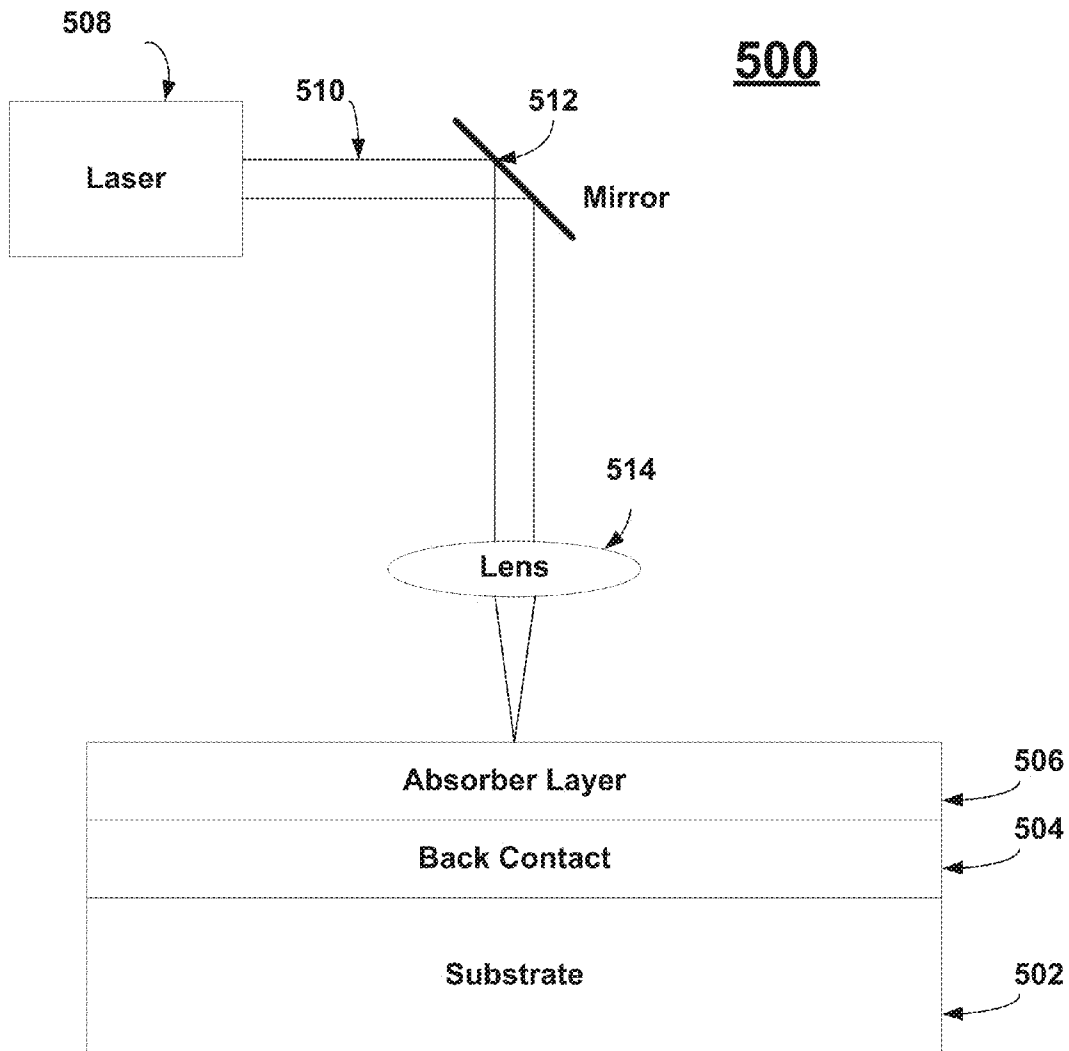 508
500
510
512
Laser
Mirror
514
Lens
506
Absorber Layer
504
Back Contact
Substrate
502